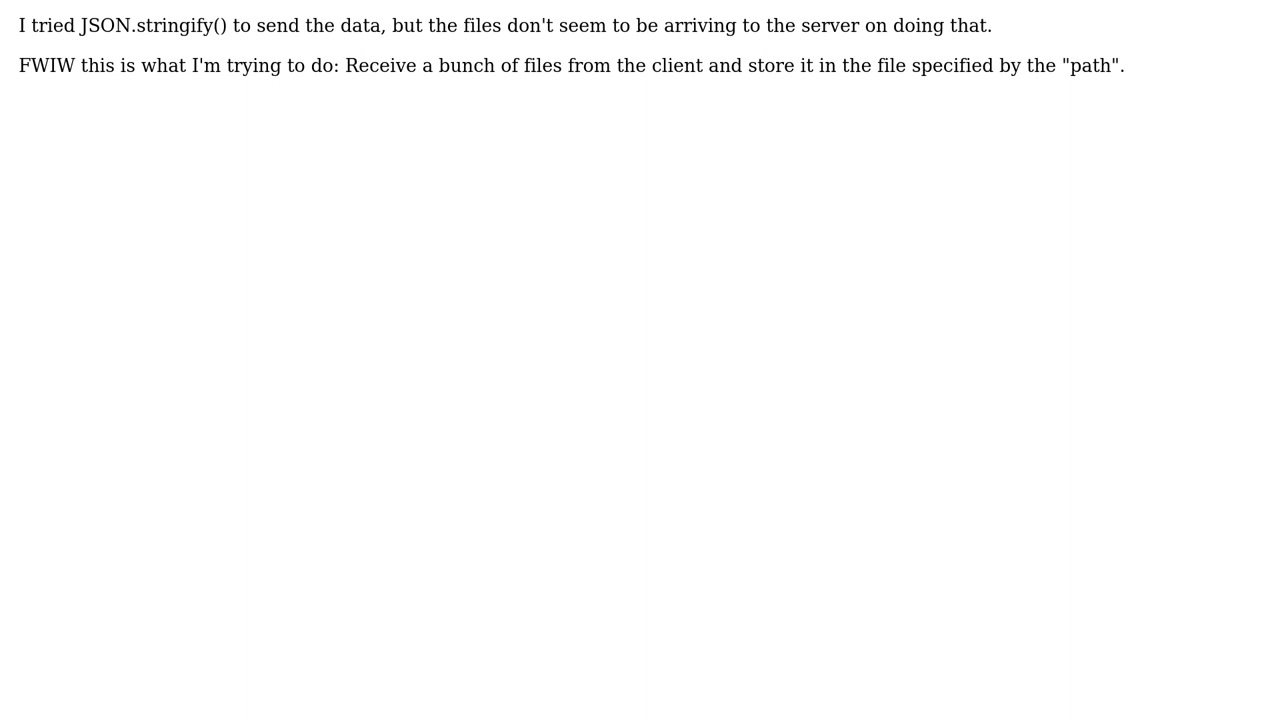 I tried JSON.stringify() to send the data, but the files don't seem to be arriving to the server on doing that.
FWIW this is what I'm trying to do: Receive a bunch of files from the client and store it in the file specified by the "path".